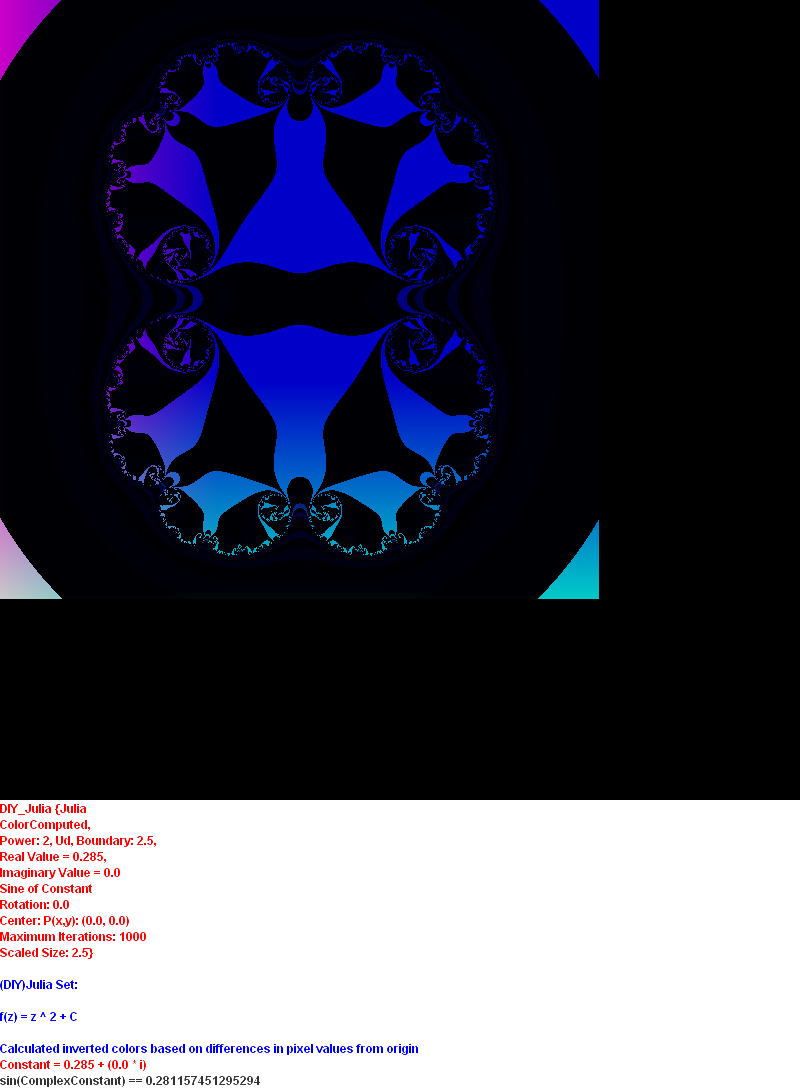 DIY_Julia {Julia
ColorComputed,
Power: 2, Ud, Boundary: 2.5,
Real Value = 0.285,
Imaginary Value = 0.0
Sine of Constant
Rotation: 0.0
Center: P(x,y): (0.0, 0.0)
Maximum Iterations: 1000
Scaled Size: 2.5}
(DIY)Julia Set:
f(z) = z ^ 2 + C
Calculated inverted colors based on differences in pixel values from origin
Constant = 0.285 + (0.0 * i)
sin(ComplexConstant) == 0.281157451295294